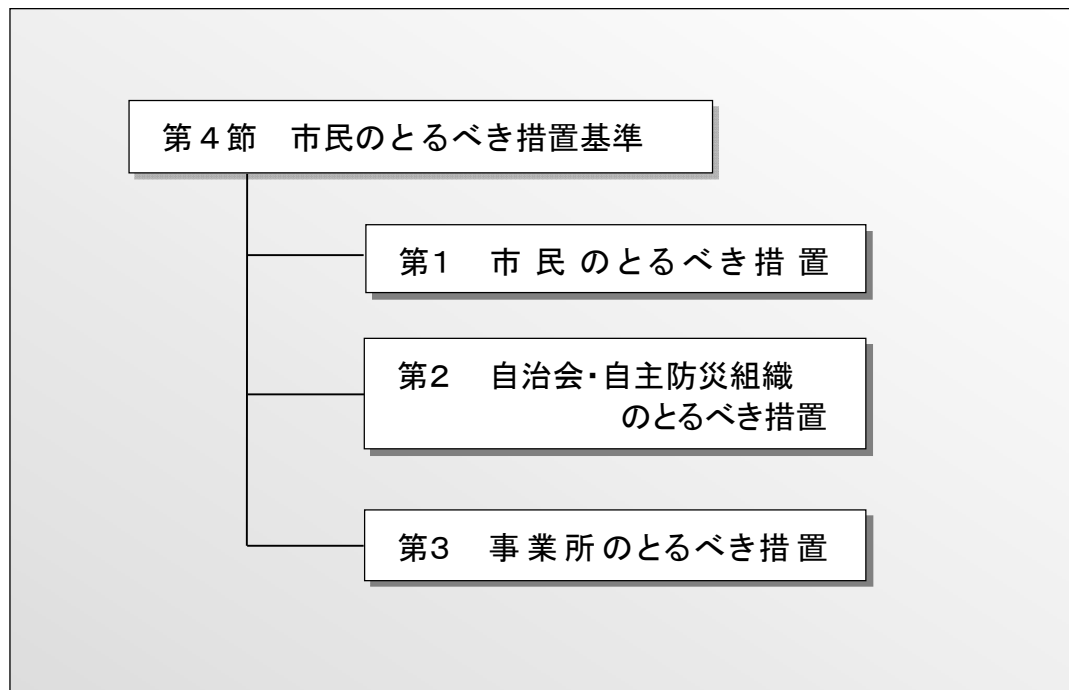 第４節　市民のとるべき措置基準
第１　市民のとるべき措置
第２　自治会・自主防災組織
のとるべき措置
第３　事業所のとるべき措置